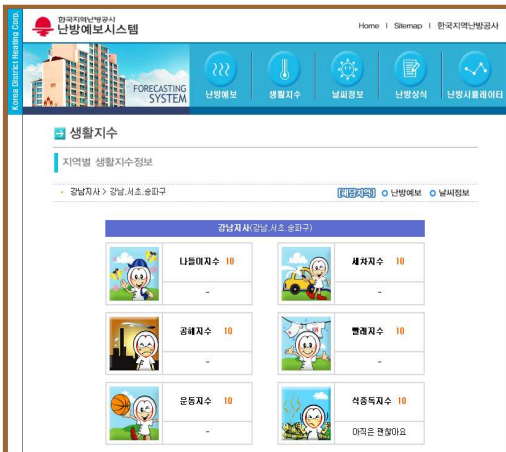 Korea District Heating Corp.
한국지역난방공사
난방예보시스템
Home | Sitemap | 한국지역난방공사
FORECASTING
SYSTEM
난방예보 생활지수 날씨정보 난방상식 난방시뮬레이터
생활지수
지역별 생활지수정보
강남지사 > 강남,서초,송파구
[해당지역] 난방예보 날씨정보
강남지사(강남,서초,송파구)
나들이지수 10 세차지수 10
- -
공해지수 10 빨래지수 10
- -
운동지수 10 식중독지수 10
- 아직은 괜찮아요